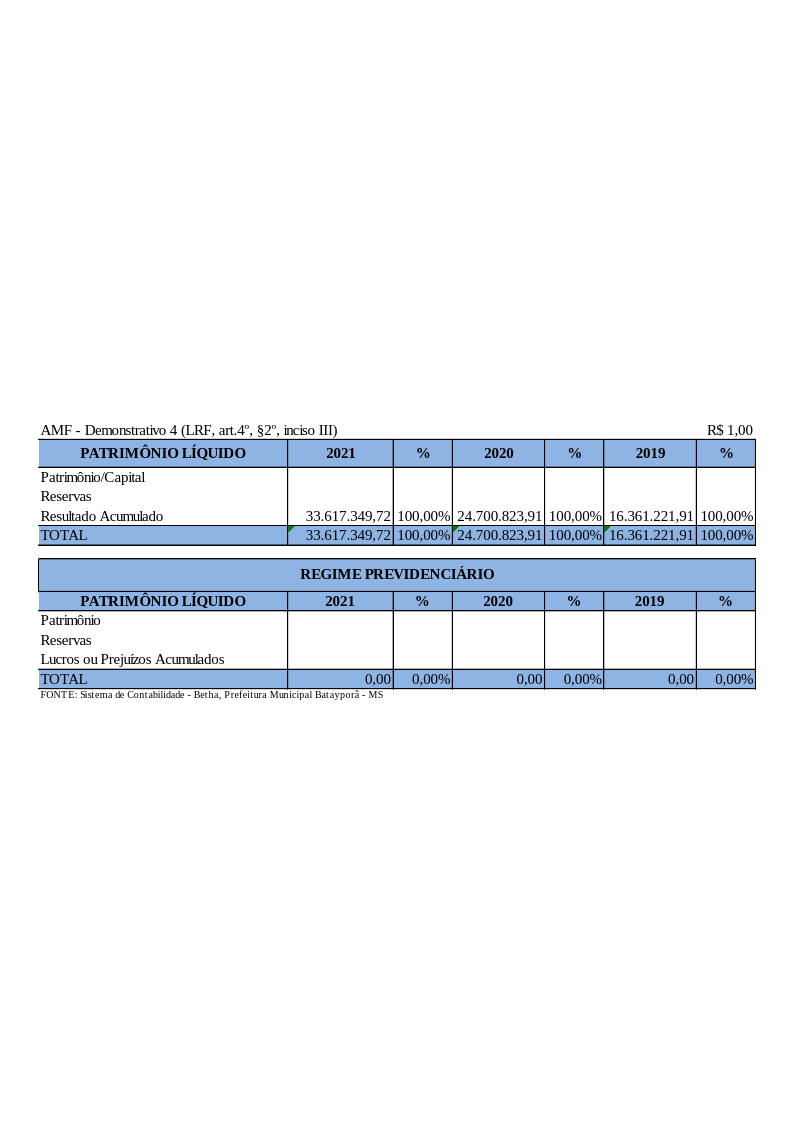 AMF - Demonstrativo 4 (LRF, art.4º, §2º, inciso III) R$ 1,00
PATRIMÔNIO LÍQUIDO 2021 % 2020 % 2019 %
Patrimônio/Capital
Reservas
Resultado Acumulado 33.617.349,72 100,00% 24.700.823,91 100,00% 16.361.221,91 100,00%
TOTAL 33.617.349,72 100,00% 24.700.823,91 100,00% 16.361.221,91 100,00%
REGIME PREVIDENCIÁRIO
PATRIMÔNIO LÍQUIDO 2021 % 2020 % 2019 %
Patrimônio
Reservas
Lucros ou Prejuízos Acumulados
TOTAL 0,00 0,00% 0,00 0,00% 0,00 0,00%
FONTE: Sistema de Contabilidade - Betha, Prefeitura Municipal Batayporã - MS